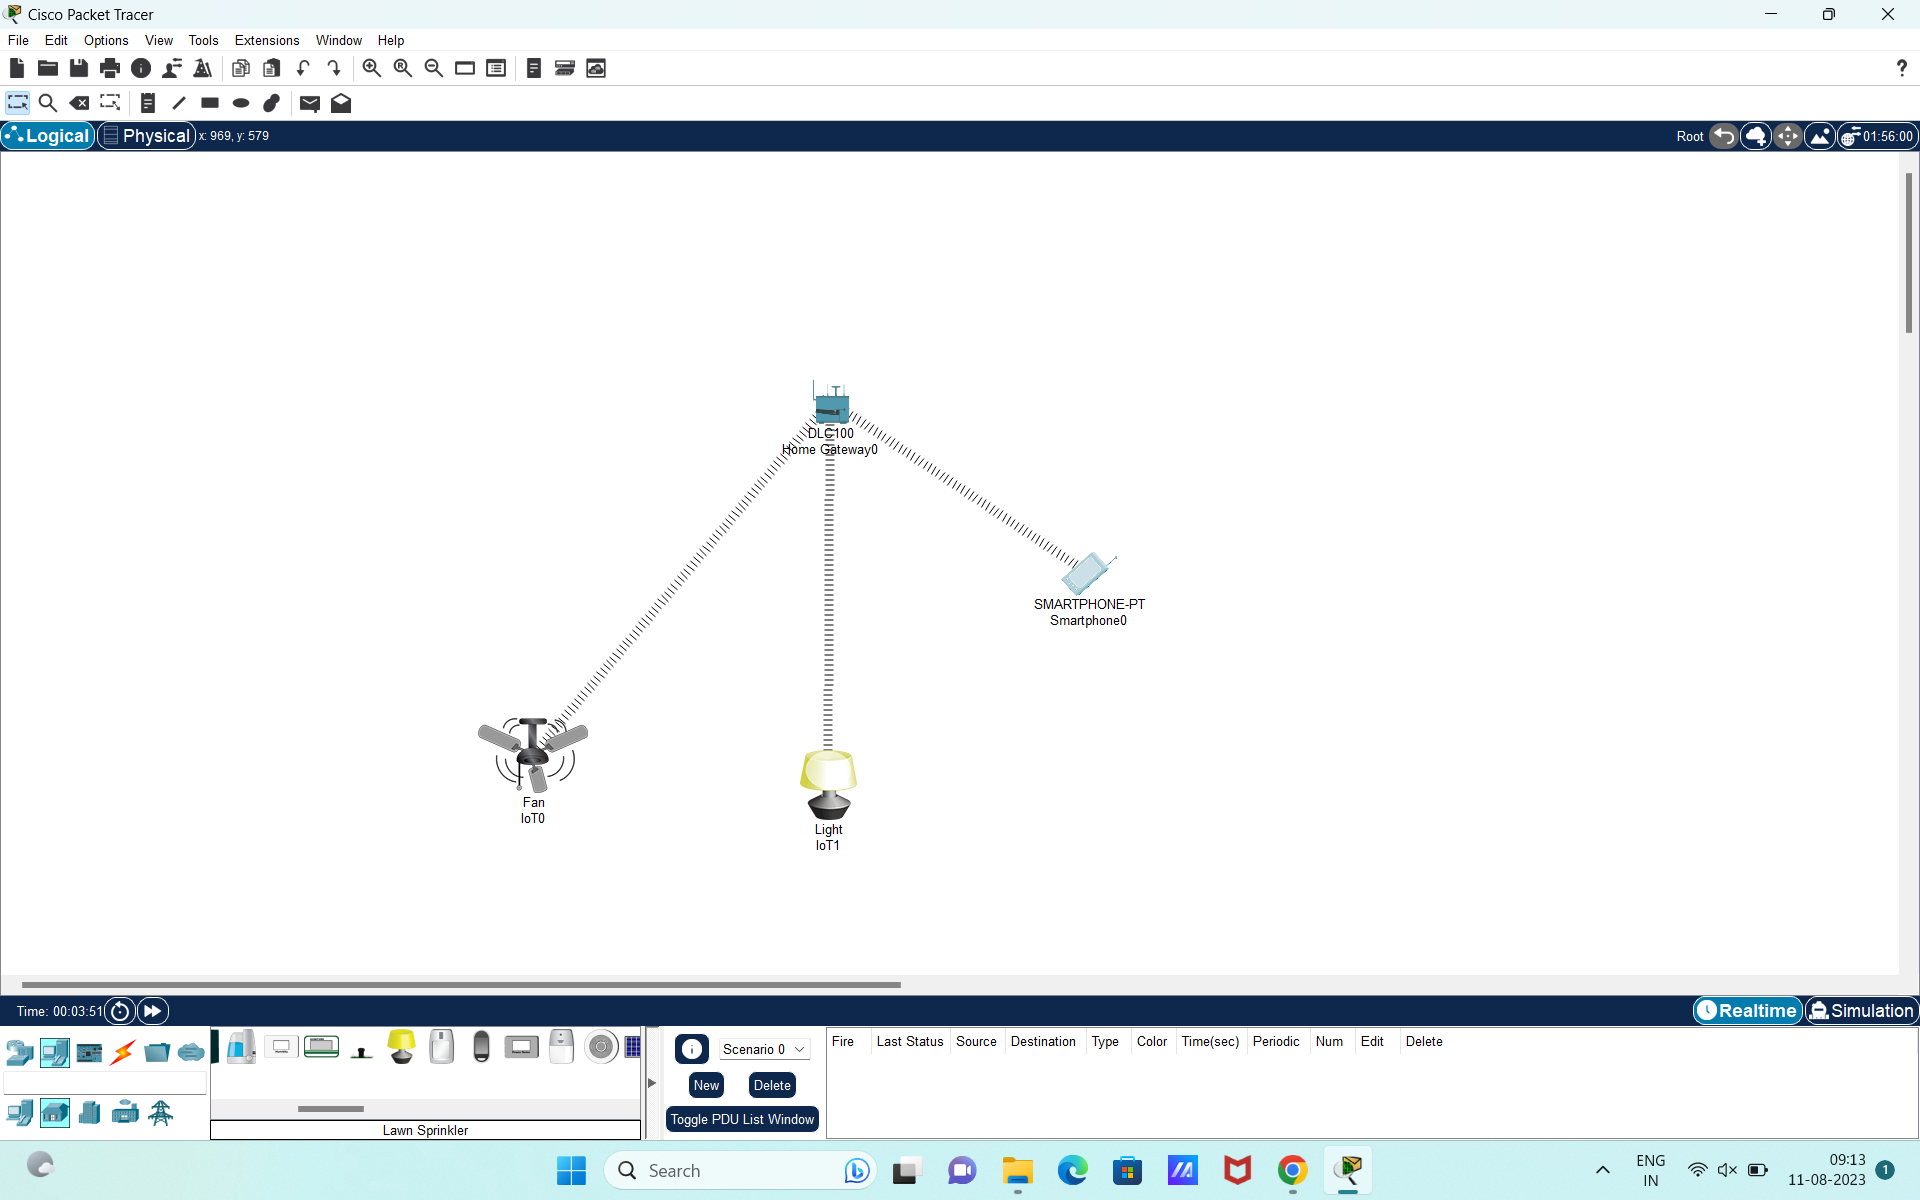 Cisco Packet Tracer
File Edit Options View Tools Extensions Window Help
?
Logical Physical x: 969, y: 579 Root 01:56:00
DLC100
Home Gateway0
SMARTPHONE-PT
Smartphone0
Fan
IoT0
Light
IoT1
Time: 00:03:51 Realtime Simulation
Scenario 0
New Delete
Toggle PDU List Window
Fire Last Status Source Destination Type Color Time(sec) Periodic Num Edit Delete
Lawn Sprinkler
Search
ENG
IN
09:13
11-08-2023
1